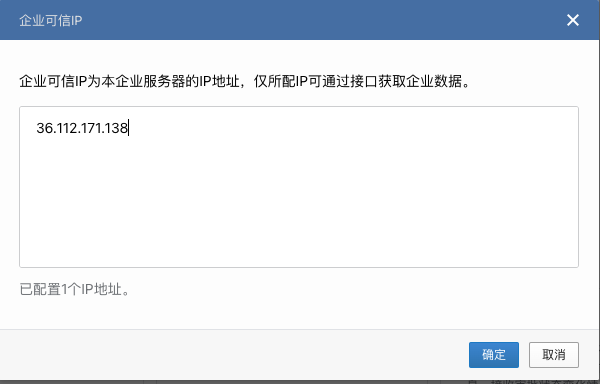 企业可信IP
企业可信IP为本企业服务器的IP地址，仅所配IP可通过接口获取企业数据。
36.112.171.138
已配置1个IP地址。
确定
取消